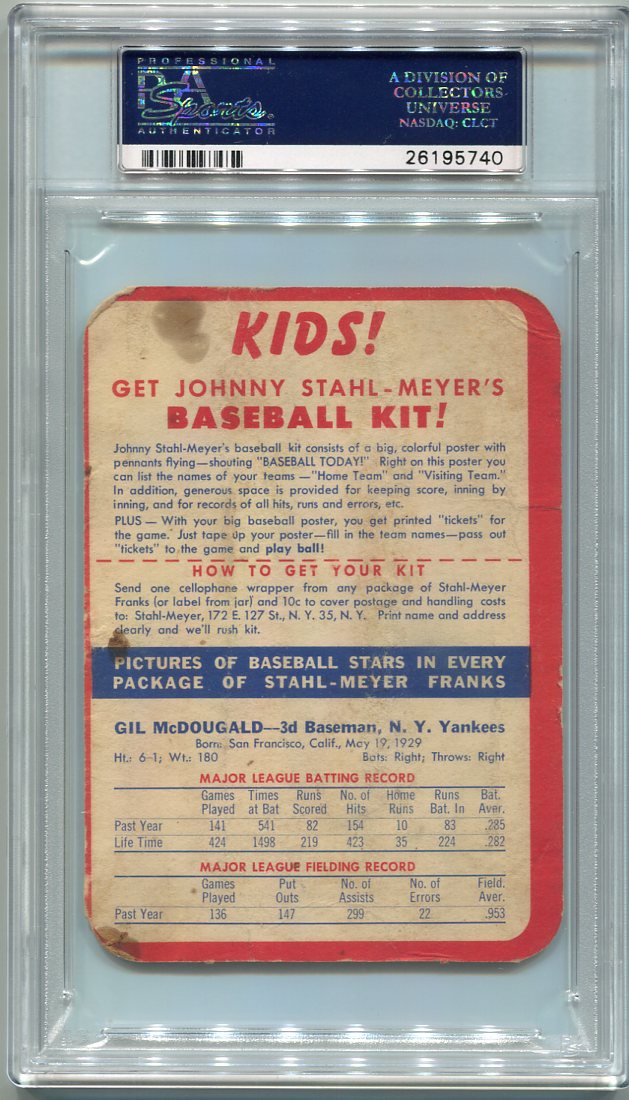 PROFESSIONAL
PSA
Sports.
AUTHENTICATOR
A DIVISION OF
COLLECTORS
UNIVERSE
NASDAQ: CLCT
26195740
KIDS!
GET JOHNNY STAHL-MEYER'S
BASEBALL KIT!
Johnny Stahl-Meyer's baseball kit consists of a big, colorful poster with
pennants flying—shouting "BASEBALL TODAY!" Right on this poster you
can list the names of your teams—"Home Team" and "Visiting Team."
In addition, generous space is provided for keeping score, inning by
inning, and for records of all hits, runs and errors, etc.
PLUS — With your big baseball poster, you get printed "tickets" for
the game. Just tape up your poster—fill in the team names—pass out
"tickets" to the game and play ball!
HOW TO GET YOUR KIT
Send one cellophane wrapper from any package of Stahl-Meyer
Franks (or label from jar) and 10c to cover postage and handling costs
to: Stahl-Meyer, 172 E. 127 St., N. Y. 35, N. Y. Print name and address
clearly and we'll rush kit.
PICTURES OF BASEBALL STARS IN EVERY
PACKAGE OF STAHL-MEYER FRANKS
GIL McDOUGALD—3d Baseman, N. Y. Yankees
Born: San Francisco, Calif., May 19, 1929
Ht.: 6-1; Wt.: 180 Bats: Right; Throws: Right
MAJOR LEAGUE BATTING RECORD
Games Times Runs No. of Home Runs Bat.
Played at Bat Scored Hits Runs Bat. In Aver.
Past Year 141 541 82 154 10 83 .285
Life Time 424 1498 219 423 35 224 .282
MAJOR LEAGUE FIELDING RECORD
Games Put No. of No. of Field.
Played Outs Assists Errors Aver.
Past Year 136 147 299 22 .953